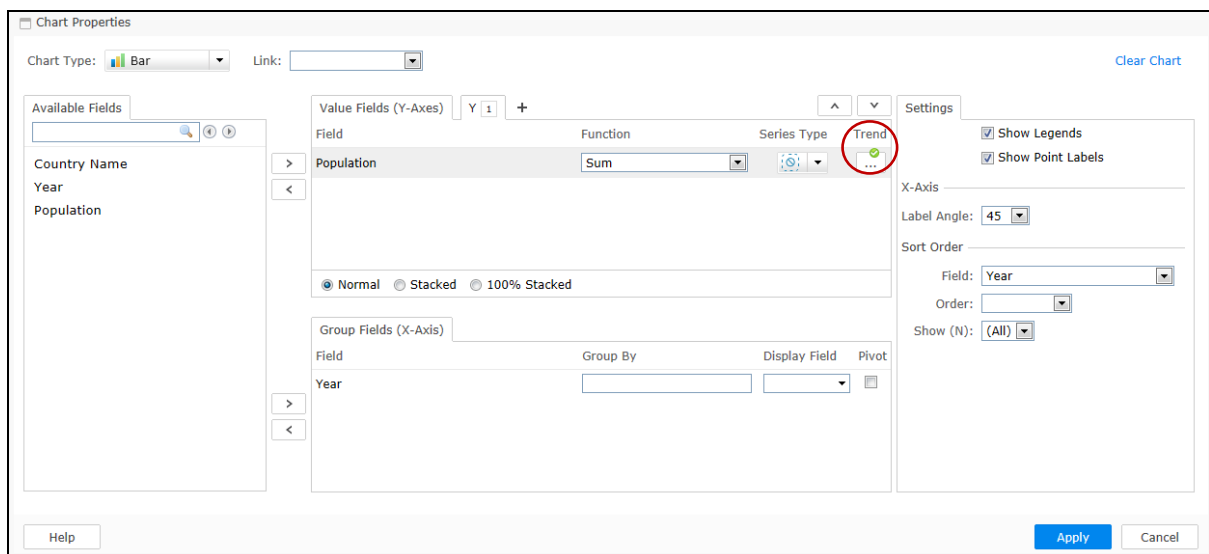 Chart Properties
Chart Type: Bar Link: Clear Chart
Available Fields
Country Name
Year
Population
>
<
Value Fields (Y-Axes) Y 1 +
Field Function Series Type Trend
Population Sum ...
Normal Stacked 100% Stacked
Group Fields (X-Axis)
Field Group By Display Field Pivot
Year
>
<
Settings
Show Legends
Show Point Labels
X-Axis
Label Angle: 45
Sort Order
Field: Year
Order:
Show (N): (All)
Help Apply Cancel